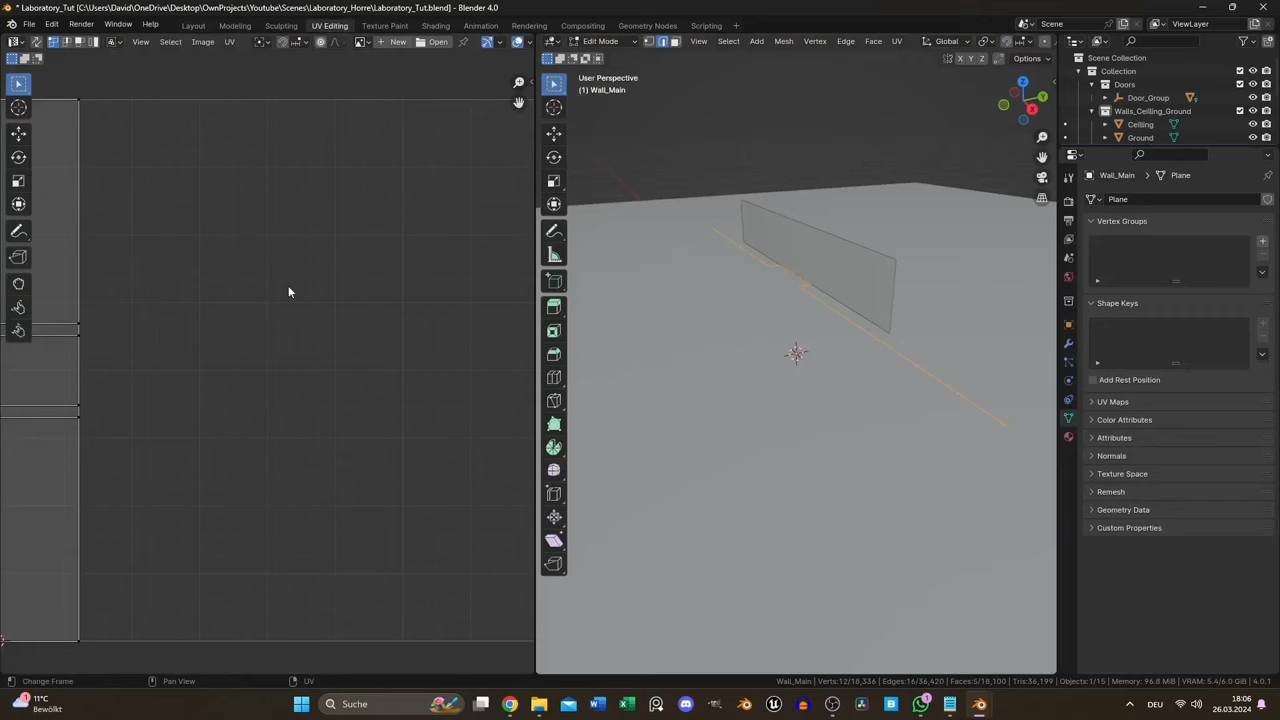 * Laboratory_Tut [C:\Users\David\OneDrive\Desktop\OwnProjects\Youtube\Scenes\Laboratory_Horre\Laboratory_Tut.blend] - Blender 4.0
File Edit Render Window Help Layout Modeling Sculpting UV Editing Texture Paint Shading Animation Rendering Compositing Geometry Nodes Scripting Scene ViewLayer
View Select Image UV New Open Edit Mode View Select Add Mesh Vertex Edge Face UV Global
X Y Z Options
User Perspective
(1) Wall_Main
Scene Collection
Collection
Doors
Door_Group
Walls_Ceilling_Ground
Ceilling
Ground
Wall_Main Plane
Plane
Vertex Groups
Shape Keys
Add Rest Position
UV Maps
Color Attributes
Attributes
Normals
Texture Space
Remesh
Geometry Data
Custom Properties
Change Frame Pan View UV Wall_Main | Verts:12/18,336 | Edges:16/36,420 | Faces:5/18,100 | Tris:36,199 | Objects:1/15 | Memory: 96.8 MiB | VRAM: 5.4/6.0 GiB | 4.0.1
11°C
Bewölkt
Suche
18:06
26.03.2024